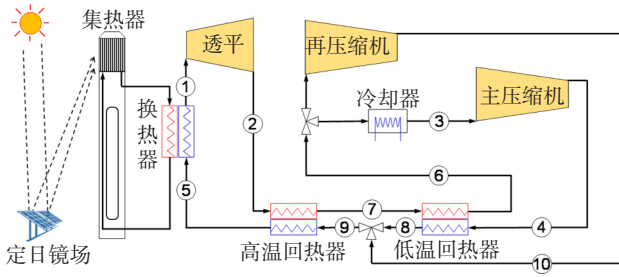 集热器
透平
再压缩机
冷却器
主压缩机
换热器
定日镜场
高温回热器
低温回热器
①
②
③
④
⑤
⑥
⑦
⑧
⑨
⑩